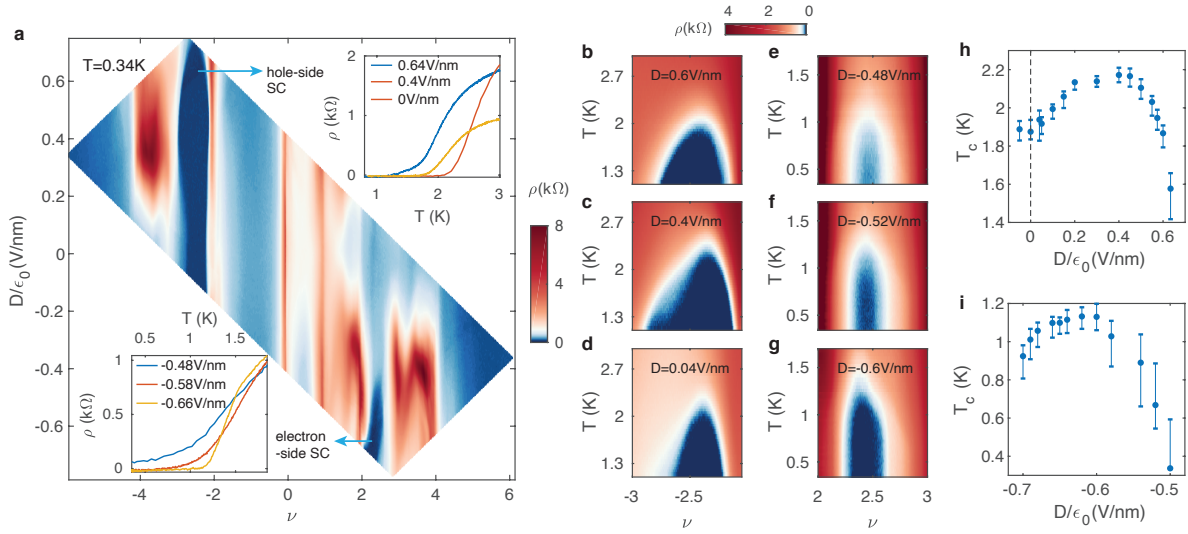 a
T=0.34K
hole-side
SC
0.64V/nm
0.4V/nm
0V/nm
2
1
0
ρ (kΩ)
1
2
3
T (K)
0.4
0.2
0
-0.2
-0.4
-0.6
D/ϵ0(V/nm)
ρ(kΩ)
8
4
0
T (K)
0.5
1
1.5
-0.48V/nm
-0.58V/nm
-0.66V/nm
1
0.5
0
ρ (kΩ)
electron
-side SC
-4
-2
0
2
4
6
ν
ρ(kΩ)
4
2
0
b
D=0.6V/nm
2.7
2
1.3
T (K)
c
D=0.4V/nm
2.7
2
1.3
T (K)
d
D=0.04V/nm
2.7
2
1.3
T (K)
-3
-2.5
ν
e
D=-0.48V/nm
1.5
1
0.5
T (K)
f
D=-0.52V/nm
1.5
1
0.5
T (K)
g
D=-0.6V/nm
1.5
1
0.5
T (K)
2
2.5
3
ν
h
2.2
2
1.8
1.6
1.4
Tc (K)
0
0.2
0.4
0.6
D/ϵ0(V/nm)
i
1.2
1
0.8
0.6
0.4
Tc (K)
-0.7
-0.6
-0.5
D/ϵ0(V/nm)